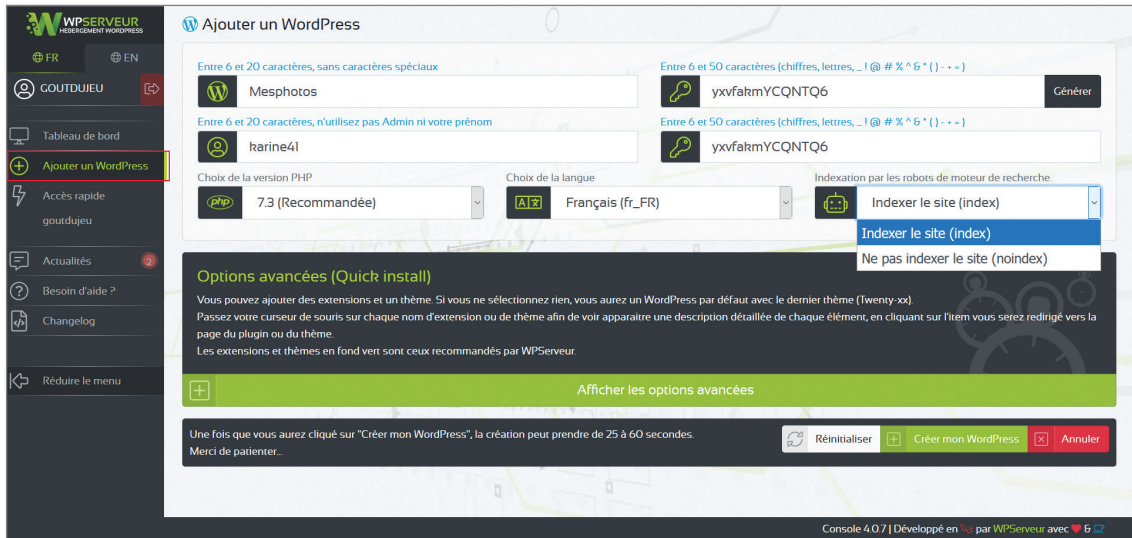 WPSERVEUR
HEBERGEMENT WORDPRESS
FR
EN
GOUTDUJEU
Tableau de bord
Ajouter un WordPress
Accès rapide
goutdujeu
Actualités
2
Besoin d'aide ?
Changelog
Réduire le menu
Ajouter un WordPress
Entre 6 et 20 caractères, sans caractères spéciaux
Mesphotos
Entre 6 et 50 caractères (chiffres, lettres, _ ! @ # % ^ & * ( ) - + = )
yxvfakmYCQNTQ6
Générer
Entre 6 et 20 caractères, n'utilisez pas Admin ni votre prénom
karine41
Entre 6 et 50 caractères (chiffres, lettres, _ ! @ # % ^ & * ( ) - + = )
yxvfakmYCQNTQ6
Choix de la version PHP
php
7.3 (Recommandée)
Choix de la langue
Français (fr_FR)
Indexation par les robots de moteur de recherche.
Indexer le site (index)
Indexer le site (index)
Ne pas indexer le site (noindex)
Options avancées (Quick install)
Vous pouvez ajouter des extensions et un thème. Si vous ne sélectionnez rien, vous aurez un WordPress par défaut avec le dernier thème (Twenty-xx).
Passez votre curseur de souris sur chaque nom d'extension ou de thème afin de voir apparaitre une description détaillée de chaque élément, en cliquant sur l'item vous serez redirigé vers la
page du plugin ou du thème.
Les extensions et thèmes en fond vert sont ceux recommandés par WPServeur.
Afficher les options avancées
Une fois que vous aurez cliqué sur "Créer mon WordPress", la création peut prendre de 25 à 60 secondes.
Merci de patienter...
Réinitialiser
Créer mon WordPress
Annuler
Console 4.0.7 | Développé en par WPServeur avec &